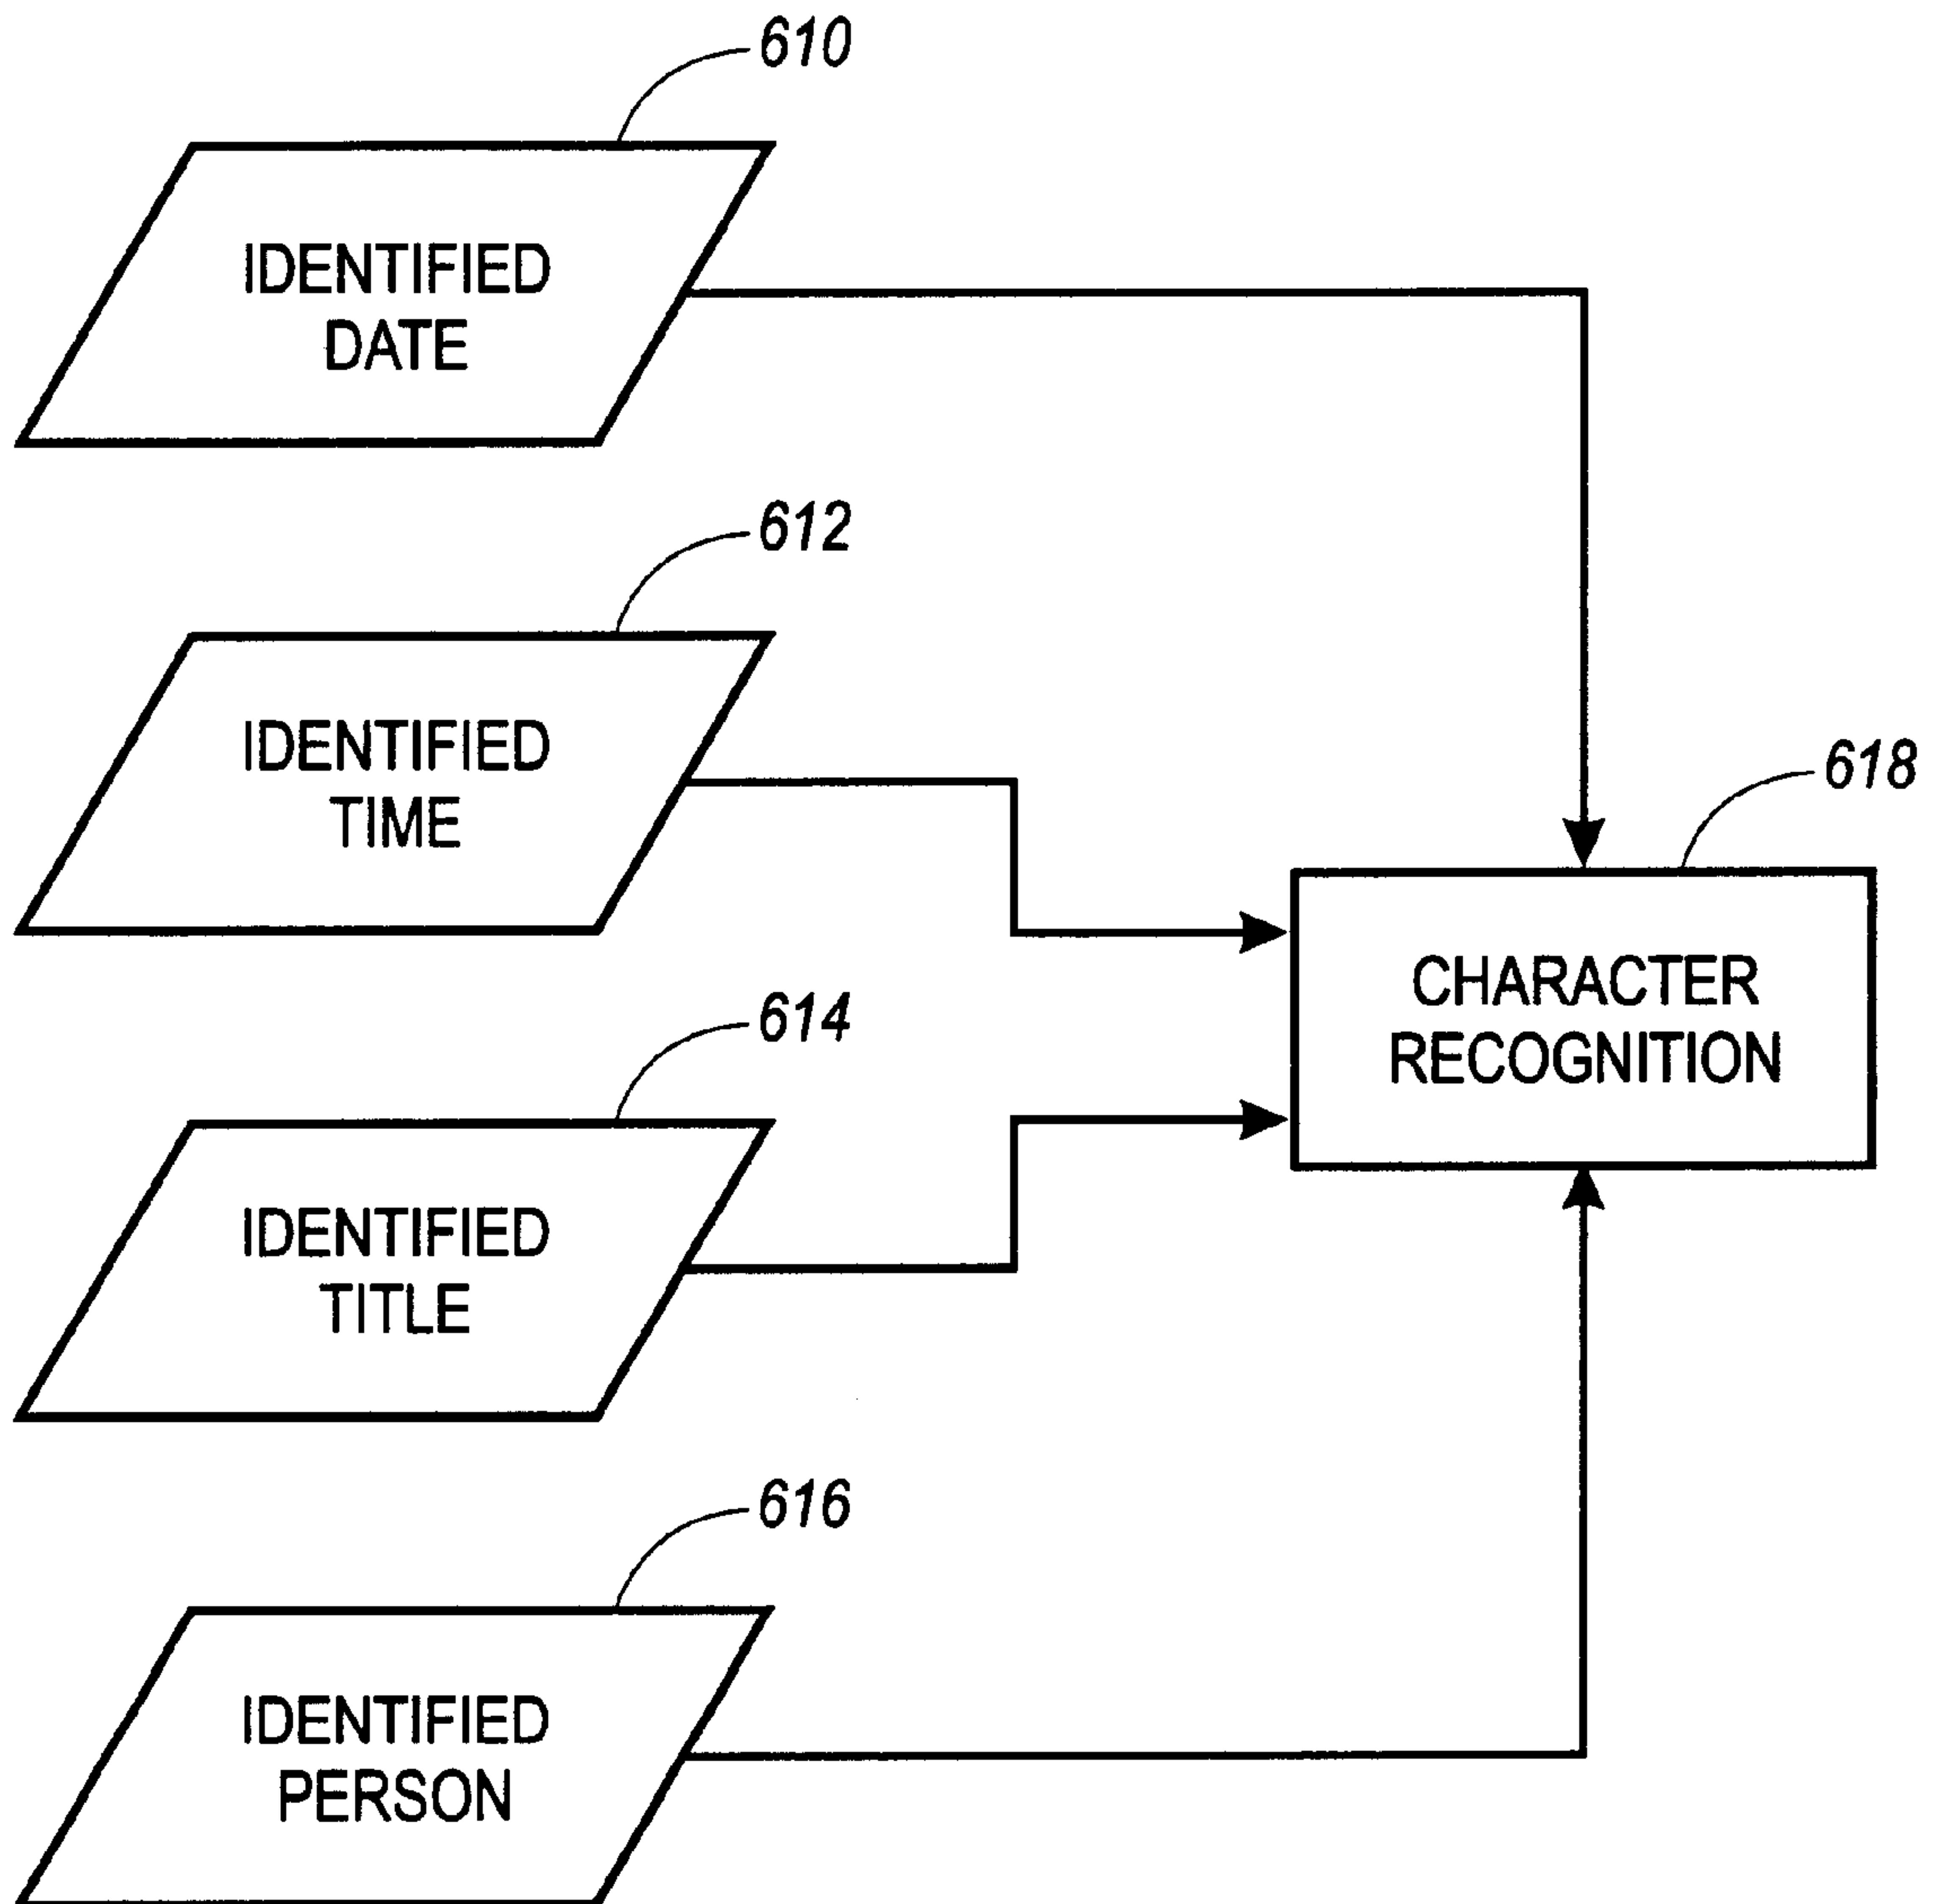 610
IDENTIFIED
DATE
612
IDENTIFIED
TIME
618
CHARACTER
RECOGNITION
614
IDENTIFIED
TITLE
616
IDENTIFIED
PERSON